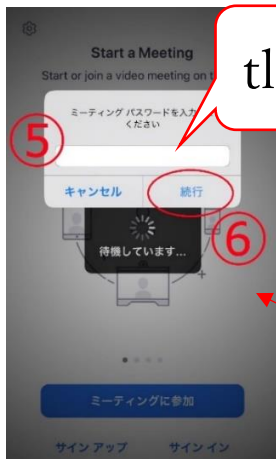 Start a Meeting
Start or join a video meeting on t
ミーティング パスワードを入力
ください
⑤
tl
キャンセル
続行
⑥
待機しています...
ミーティングに参加
サイン アップ
サイン イン